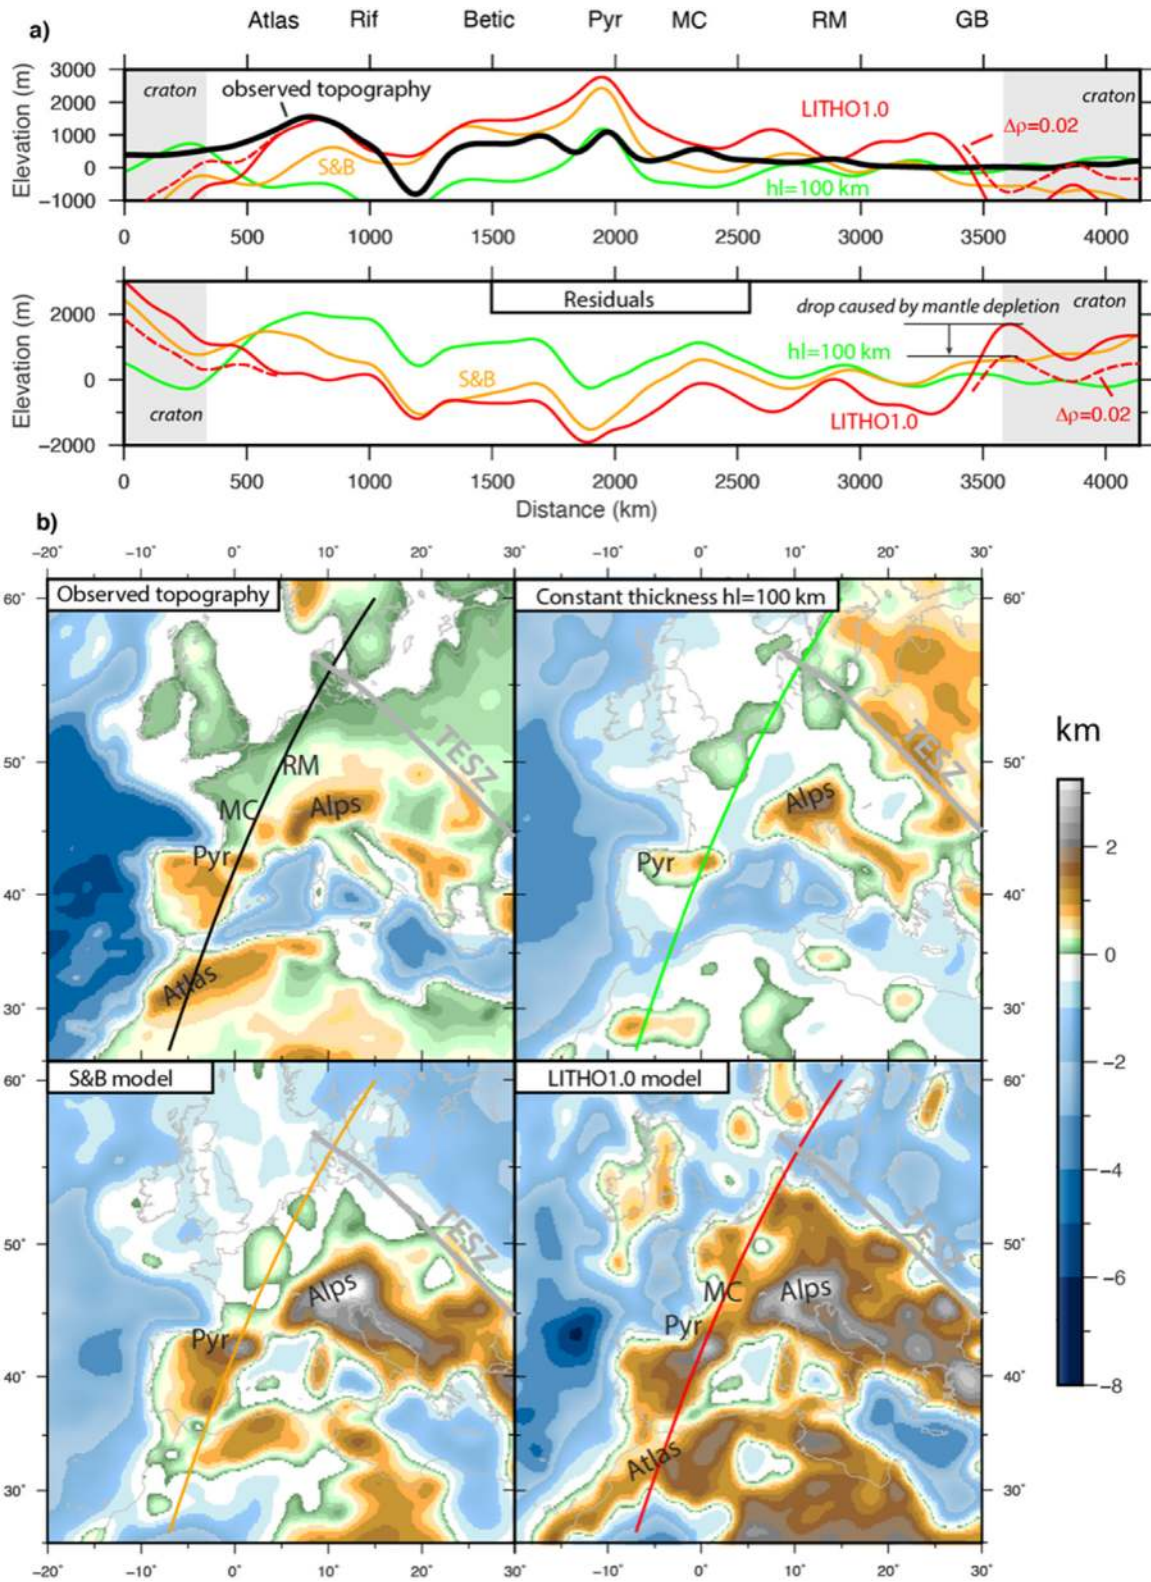 Atlas Rif Betic Pyr MC RM GB
a)
3000
2000
1000
0
−1000
Elevation (m)
craton
observed topography
S&B
LITHO1.0
hl=100 km
Δρ=0.02
craton
0 500 1000 1500 2000 2500 3000 3500 4000
2000
0
−2000
Elevation (m)
Residuals
drop caused by mantle depletion
craton
hl=100 km
S&B
craton
LITHO1.0
Δρ=0.02
0 500 1000 1500 2000 2500 3000 3500 4000
Distance (km)
b)
−20° −10° 0° 10° 20° 30° −10° 0° 10° 20° 30°
Observed topography
60°
50°
40°
30°
TESZ
RM
MC
Alps
Pyr
Atlas
Constant thickness hl=100 km
60°
50°
40°
30°
TESZ
Alps
Pyr
S&B model
60°
50°
40°
30°
TESZ
Alps
Pyr
LITHO1.0 model
60°
50°
40°
30°
TESZ
MC
Alps
Pyr
Atlas
−20° −10° 0° 10° 20° 30° −10° 0° 10° 20° 30°
km
2
0
−2
−4
−6
−8